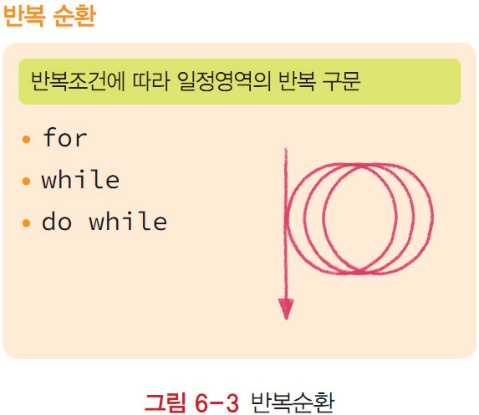 반복 순환
반복조건에 따라 일정영역의 반복 구문
• for
• while
• do while
그림 6-3 반복순환